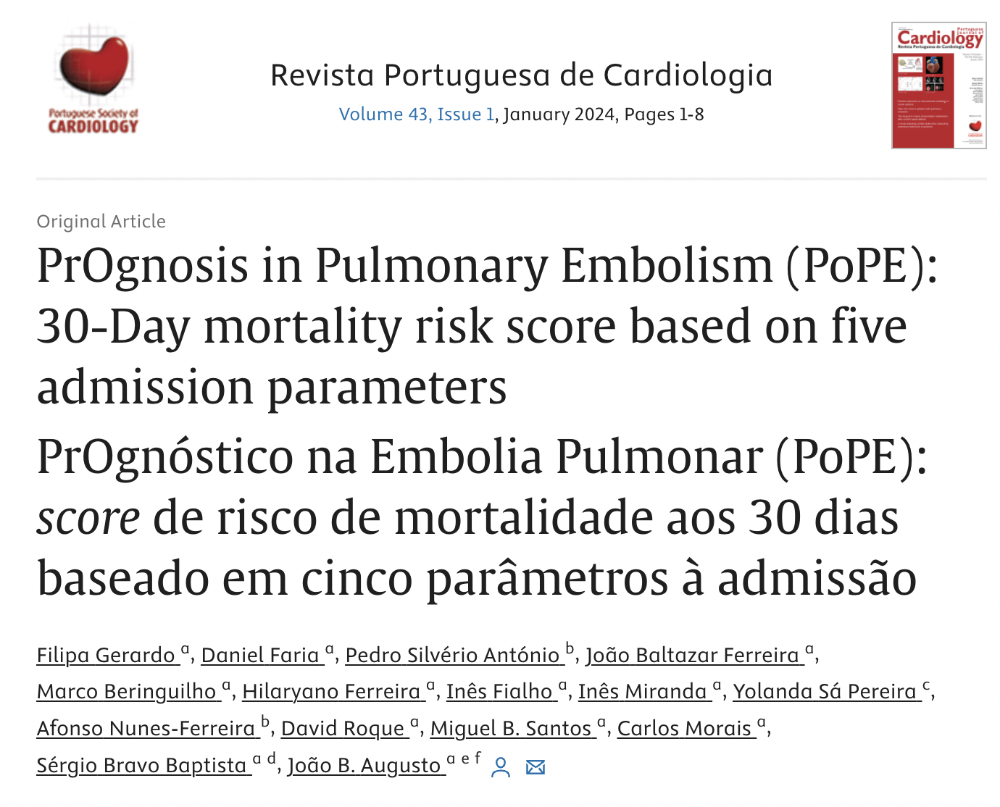 Portuguese Society of
CARDIOLOGY
Revista Portuguesa de Cardiologia
Volume 43, Issue 1, January 2024, Pages 1-8
Portuguese
Journal of
Cardiology
Revista Portuguesa de Cardiologia
Original Article
PrOgnosis in Pulmonary Embolism (PoPE):
30-Day mortality risk score based on five
admission parameters
PrOgnóstico na Embolia Pulmonar (PoPE):
score de risco de mortalidade aos 30 dias
baseado em cinco parâmetros à admissão
Filipa Gerardo a, Daniel Faria a, Pedro Silvério António b, João Baltazar Ferreira a,
Marco Beringuilho a, Hilaryano Ferreira a, Inês Fialho a, Inês Miranda a, Yolanda Sá Pereira c,
Afonso Nunes-Ferreira b, David Roque a, Miguel B. Santos a, Carlos Morais a,
Sérgio Bravo Baptista a d, João B. Augusto a e f